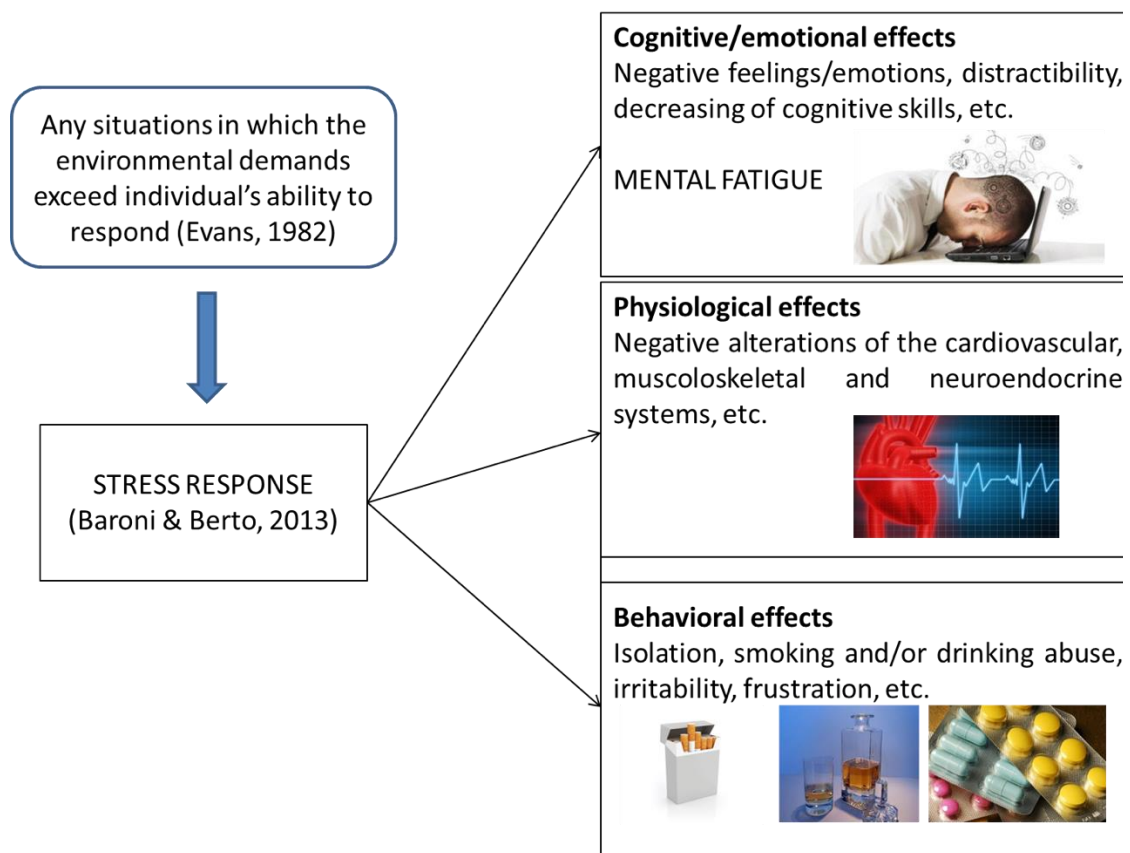 Any situations in which the
environmental demands
exceed individual's ability to
respond (Evans, 1982)
STRESS RESPONSE
(Baroni & Berto, 2013)
Cognitive/emotional effects
Negative feelings/emotions, distractibility,
decreasing of cognitive skills, etc.
MENTAL FATIGUE
Physiological effects
Negative alterations of the cardiovascular,
muscoloskeletal and neuroendocrine
systems, etc.
Behavioral effects
Isolation, smoking and/or drinking abuse,
irritability, frustration, etc.